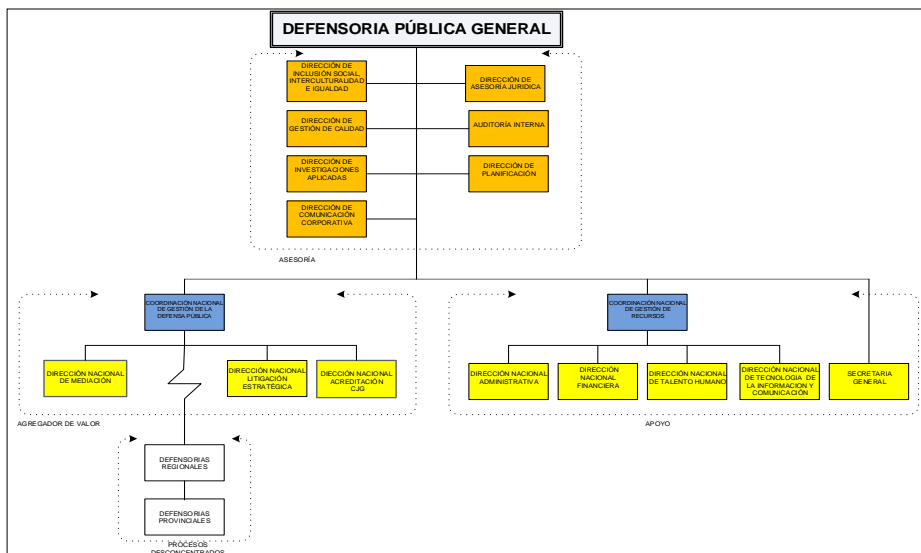 DEFENSORIA PÚBLICA GENERAL
DIRECCIÓN DE
INCLUSIÓN SOCIAL,
INTERCULTURALIDAD
E IGUALDAD
DIRECCIÓN DE
ASESORÍA JURIDICA
DIRECCIÓN DE
GESTIÓN DE CALIDAD
AUDITORÍA INTERNA
DIRECCIÓN DE
INVESTIGACIONES
APLICADAS
DIRECCIÓN DE
PLANIFICACIÓN
DIRECCIÓN DE
COMUNICACIÓN
CORPORATIVA
ASESORÍA
COORDINACIÓN NACIONAL
DE GESTIÓN DE LA
DEFENSA PÚBLICA
COORDINACIÓN NACIONAL
DE GESTIÓN DE
RECURSOS
DIRECCIÓN NACIONAL
DE MEDIACIÓN
DIRECCIÓN NACIONAL
LITIGACIÓN
ESTRATÉGICA
DIECCIÓN NACIONAL
ACREDITACIÓN
CJG
DIRECCIÓN NACIONAL
ADMINISTRATIVA
DIRECCIÓN
NACIONAL
FINANCIERA
DIRECCIÓN NACIONAL
DE TALENTO HUMANO
DIRECCIÓN NACIONAL
DE TECNOLOGIA DE
LA INFORMACION Y
COMUNICACIÓN
SECRETARIA
GENERAL
AGREGADOR DE VALOR
APOYO
DEFENSORIAS
REGIONALES
DEFENSORIAS
PROVINCIALES
PROCESOS
DESCONCENTRADOS